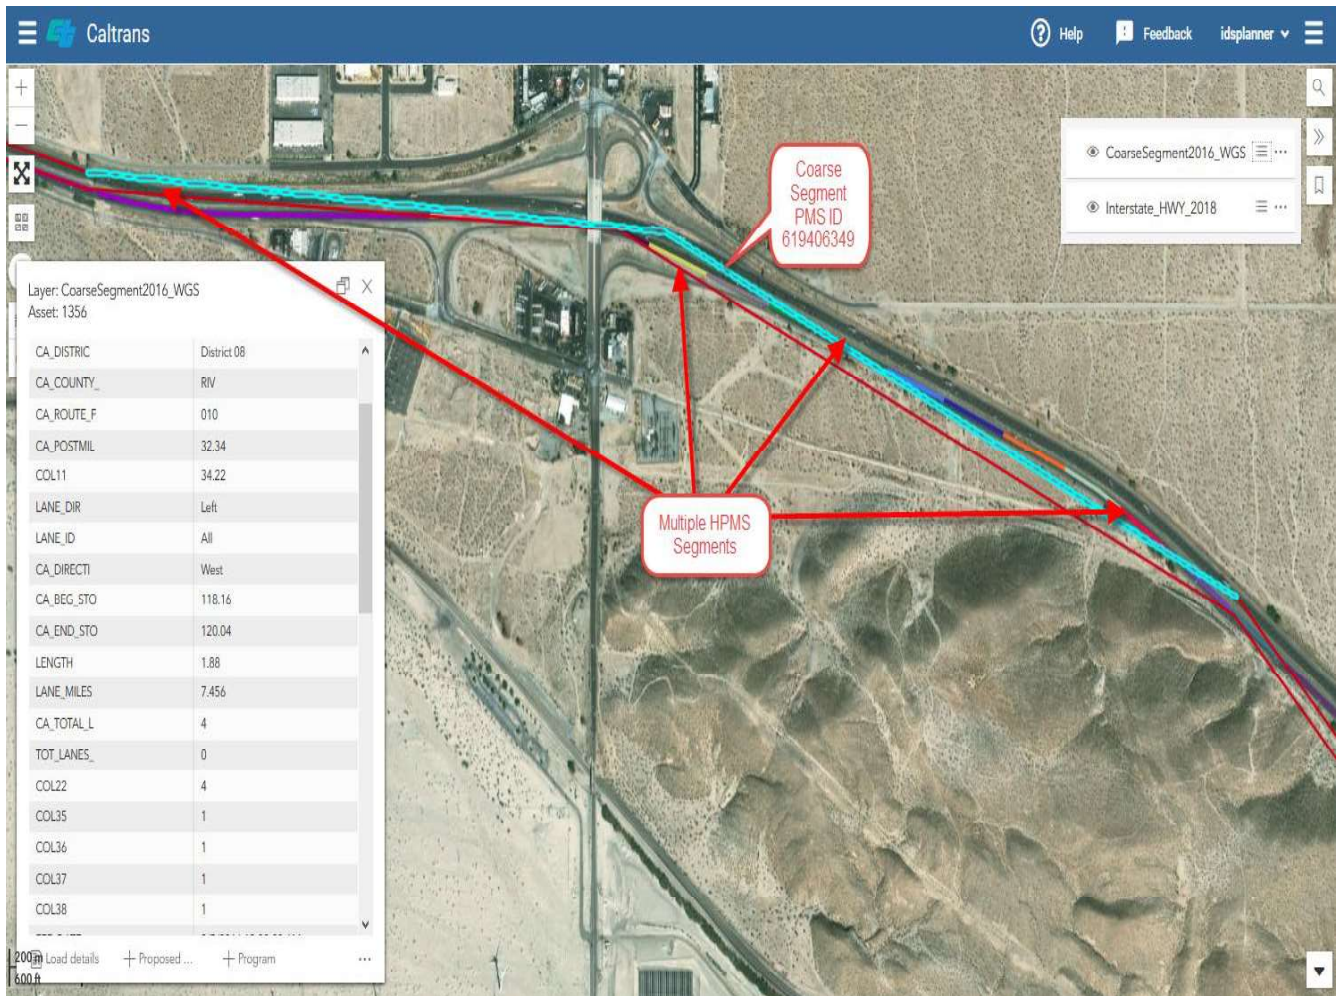 Caltrans
Help
Feedback
idsplanner
CoarseSegment2016_WGS
Interstate_HWY_2018
Coarse
Segment
PMS ID
619406349
Multiple HPMS
Segments
Layer: CoarseSegment2016_WGS
Asset: 1356
CA_DISTRIC District 08
CA_COUNTY_ RIV
CA_ROUTE_F 010
CA_POSTMIL 32.34
COL11 34.22
LANE_DIR Left
LANE_ID All
CA_DIRECTI West
CA_BEG_STO 118.16
CA_END_STO 120.04
LENGTH 1.88
LANE_MILES 7.456
CA_TOTAL_L 4
TOT_LANES_ 0
COL22 4
COL35 1
COL36 1
COL37 1
COL38 1
Load details + Proposed ... + Program ...
200 m
600 ft